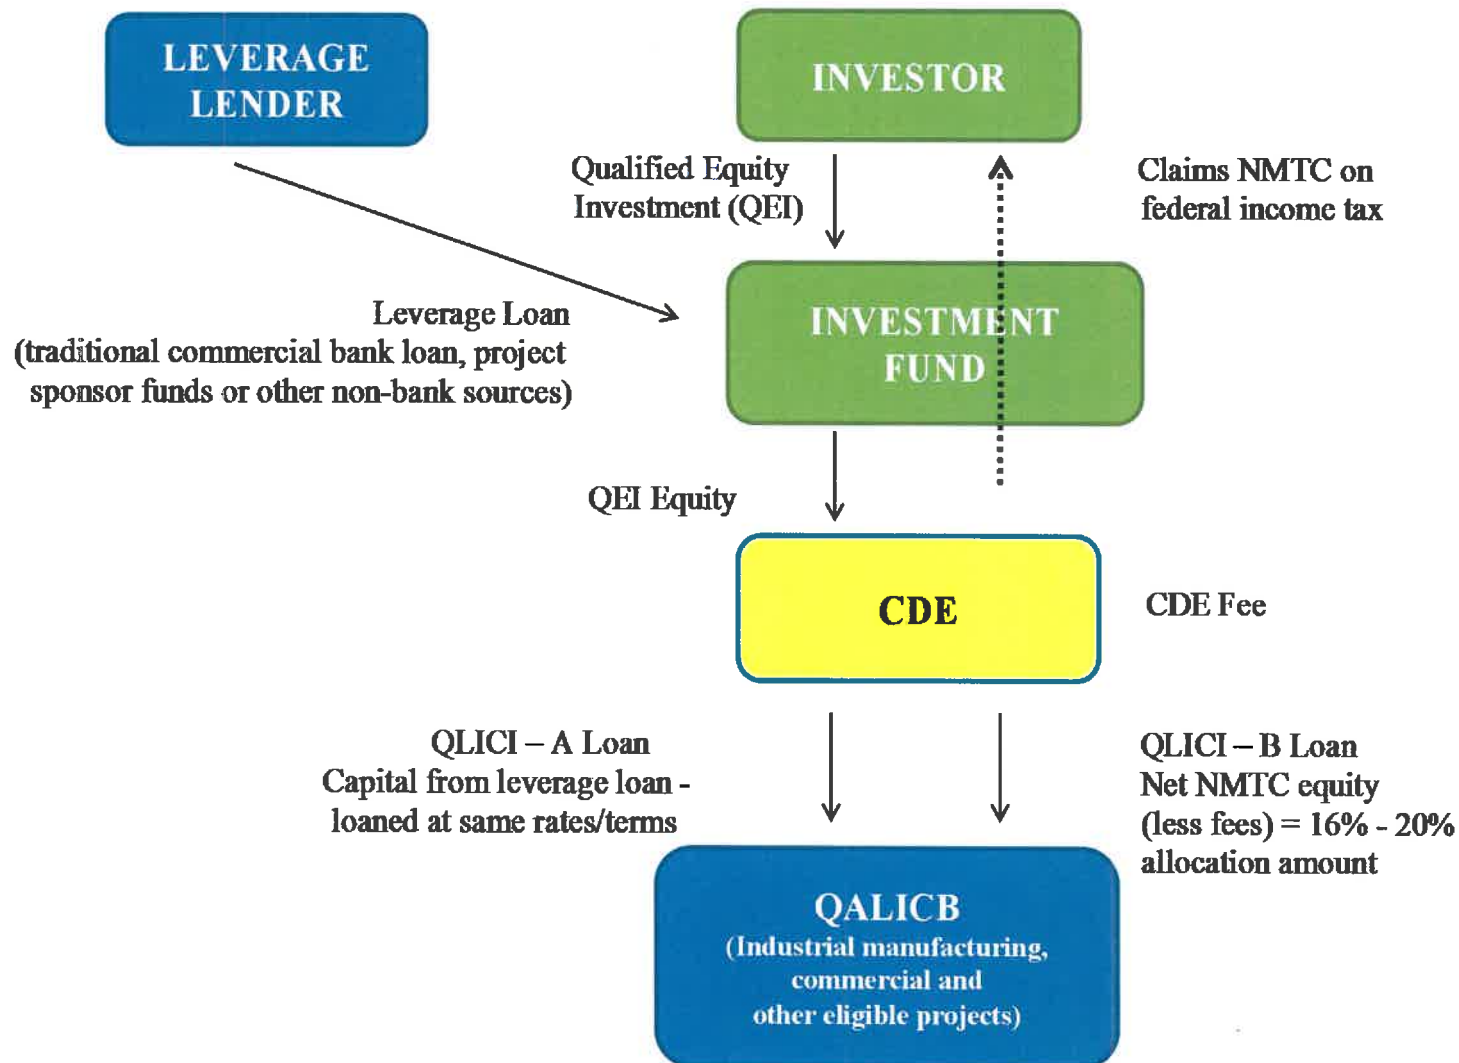 LEVERAGE
LENDER
INVESTOR
Qualified Equity
Investment (QEI)
Claims NMTC on
federal income tax
Leverage Loan
(traditional commercial bank loan, project
sponsor funds or other non-bank sources)
INVESTMENT
FUND
QEI Equity
CDE
CDE Fee
QLICI – A Loan
Capital from leverage loan -
loaned at same rates/terms
QLICI – B Loan
Net NMTC equity
(less fees) = 16% - 20%
allocation amount
QALICB
(Industrial manufacturing,
commercial and
other eligible projects)